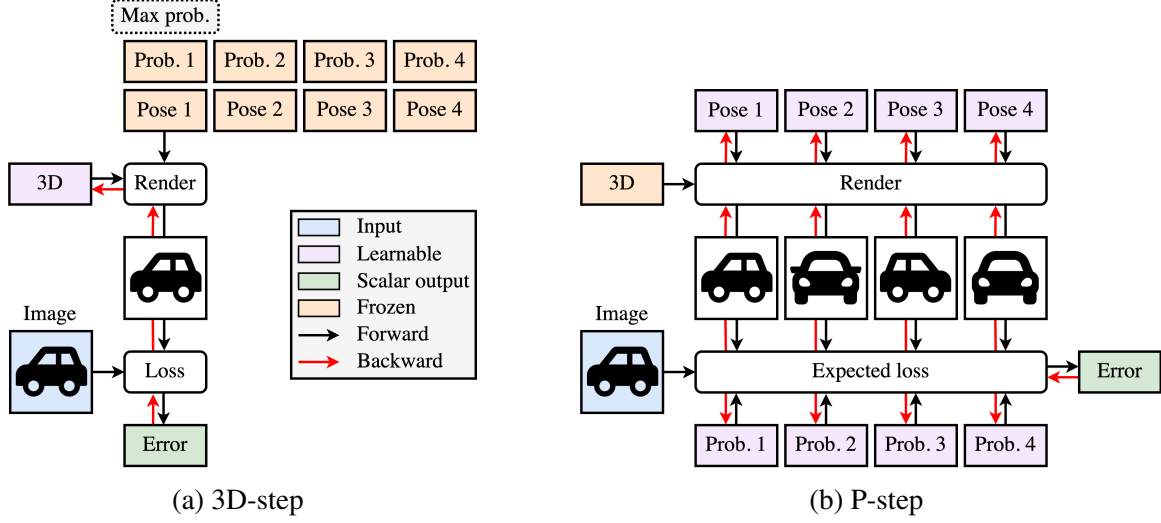 Max prob.
Prob. 1 Prob. 2 Prob. 3 Prob. 4
Pose 1 Pose 2 Pose 3 Pose 4
3D
Render
Image
Loss
Error
Input
Learnable
Scalar output
Frozen
Forward
Backward
(a) 3D-step
Pose 1 Pose 2 Pose 3 Pose 4
3D
Render
Image
Expected loss
Error
Prob. 1 Prob. 2 Prob. 3 Prob. 4
(b) P-step